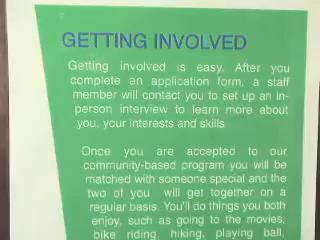 GETTING INVOLVED
Getting involved is easy. After you
complete an application form, a staff
member will contact you to set up an in-
person interview to learn more about
you, your interests and skills.
Once you are accepted to our
community-based program you will be
matched with someone special and the
two of you will get together on a
regular basis. You'll do things you both
enjoy, such as going to the movies,
bike riding, hiking, playing ball,